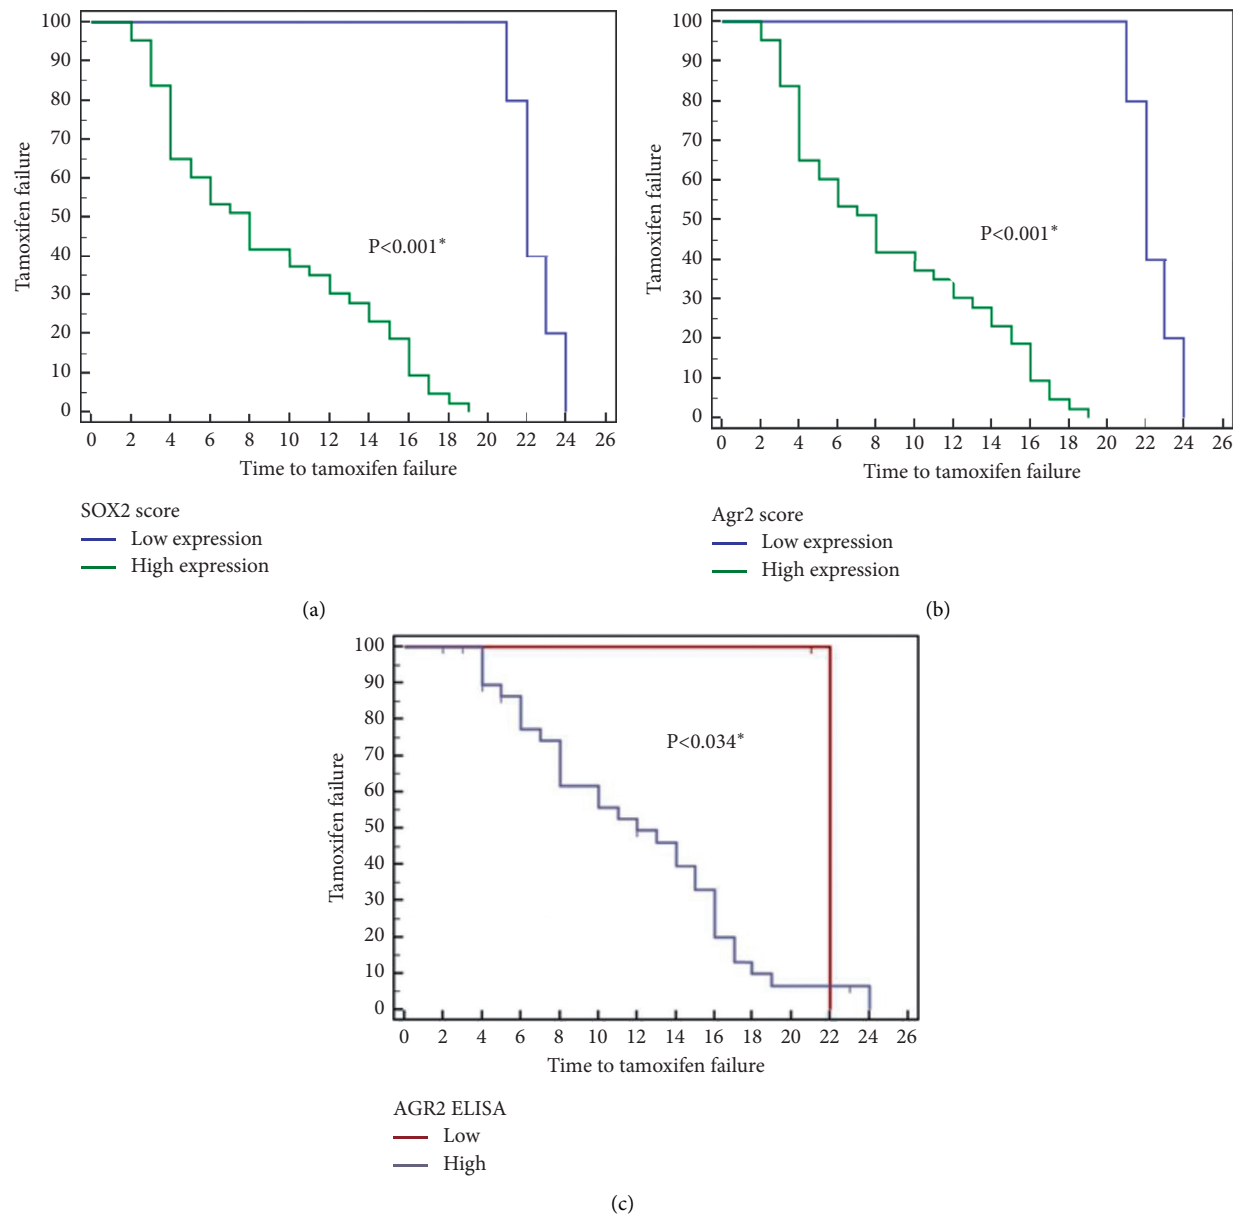 100
90
80
70
60
50
40
30
20
10
0
Tamoxifen failure
P<0.001*
0 2 4 6 8 10 12 14 16 18 20 22 24 26
Time to tamoxifen failure
SOX2 score
Low expression
High expression
(a)
100
90
80
70
60
50
40
30
20
10
0
Tamoxifen failure
P<0.001*
0 2 4 6 8 10 12 14 16 18 20 22 24 26
Time to tamoxifen failure
Agr2 score
Low expression
High expression
(b)
100
90
80
70
60
50
40
30
20
10
0
Tamoxifen failure
P<0.034*
0 2 4 6 8 10 12 14 16 18 20 22 24 26
Time to tamoxifen failure
AGR2 ELISA
Low
High
(c)